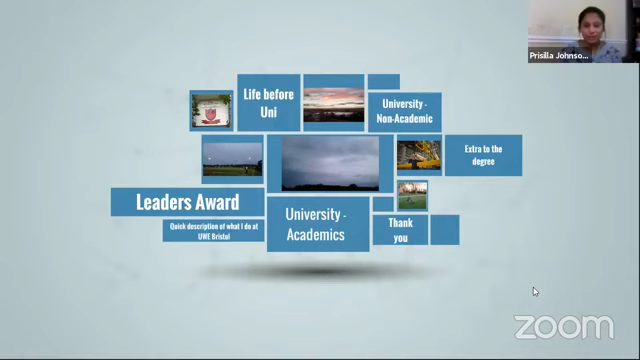 Prisilla Johnso...
Life before
Uni
University -
Non-Academic
Extra to the
degree
Leaders Award
Quick description of what I do at
UWE Bristol
University -
Academics
Thank
you
zoom